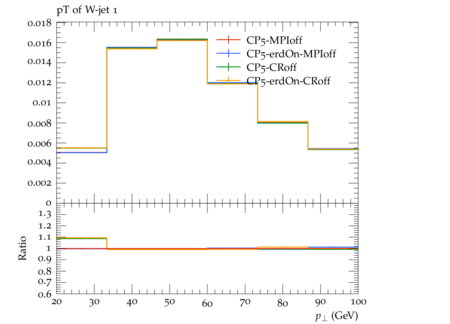 pT of W-jet 1
0.018
0.016
0.014
0.012
0.01
0.008
0.006
0.004
0.002
0
CP5-MPIoff
CP5-erdOn-MPIoff
CP5-CRoff
CP5-erdOn-CRoff
Ratio
1.3
1.2
1.1
1
0.9
0.8
0.7
0.6
20 30 40 50 60 70 80 90 100
p⊥ (GeV)